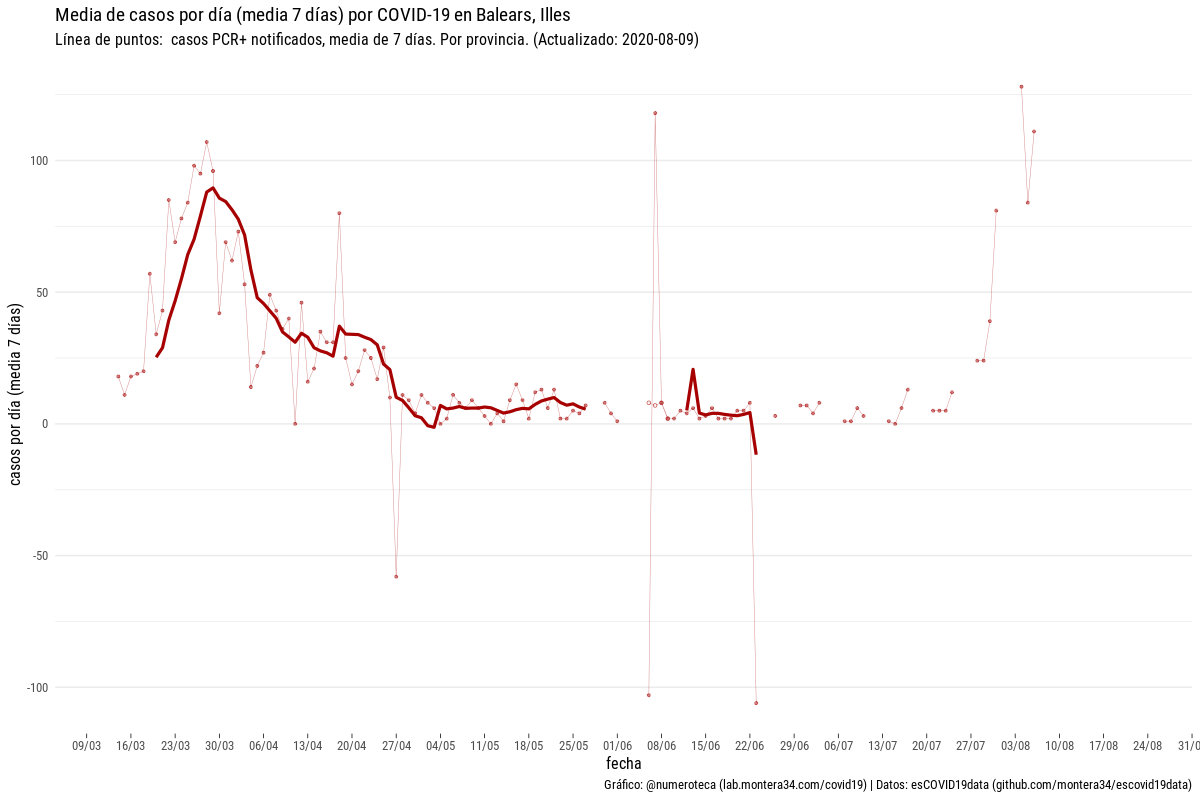 Media de casos por día (media 7 días) por COVID-19 en Balears, Illes
Línea de puntos:  casos PCR+ notificados, media de 7 días. Por provincia. (Actualizado: 2020-08-09)
casos por día (media 7 días)
100
50
0
-50
-100
09/03 16/03 23/03 30/03 06/04 13/04 20/04 27/04 04/05 11/05 18/05 25/05 01/06 08/06 15/06 22/06 29/06 06/07 13/07 20/07 27/07 03/08 10/08 17/08 24/08 31/0
fecha
Gráfico: @numeroteca (lab.montera34.com/covid19) | Datos: esCOVID19data (github.com/montera34/escovid19data)